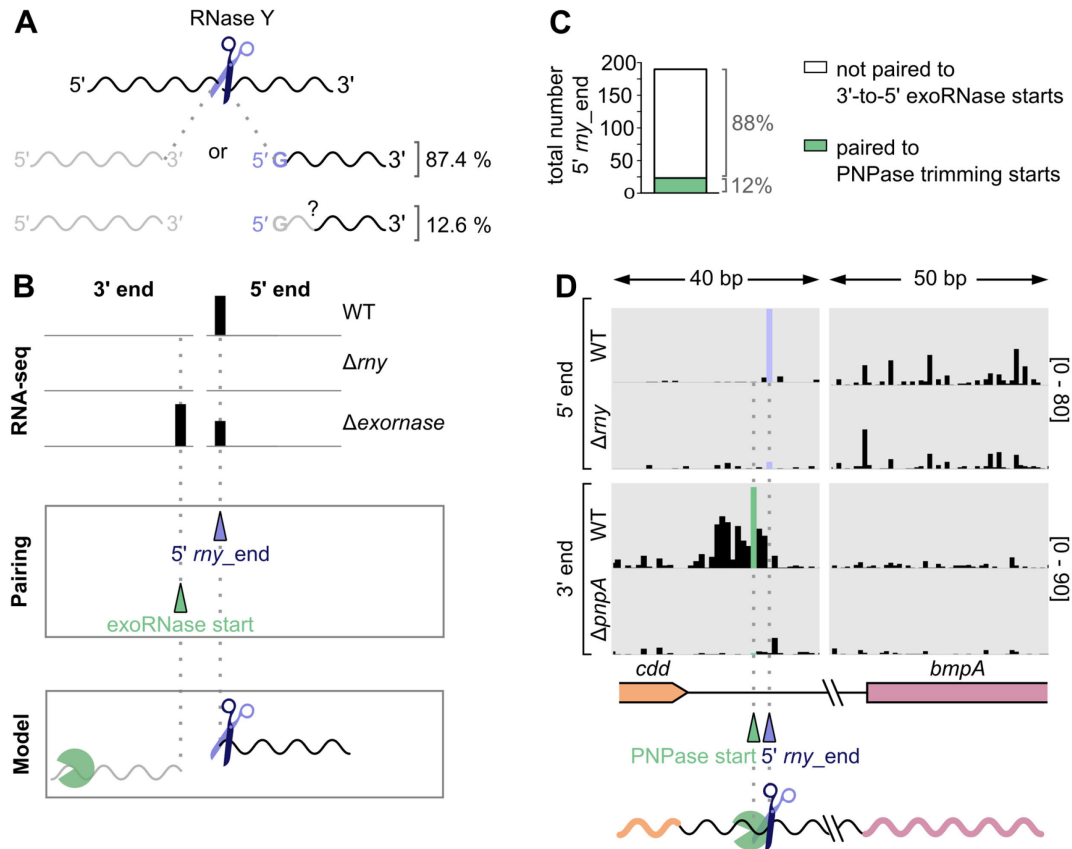 A
RNase Y
5' 3'
5' 3' or 5' G 3' 87.4 %
?
5' 3' 5' G 3' 12.6 %
B
3' end 5' end
RNA-seq
WT
Δrny
Δexornase
Pairing
5' rny_end
exoRNase start
Model
C
total number
5' rny_end
200
150
100
50
0
88%
12%
not paired to
3'-to-5' exoRNase starts
paired to
PNPase trimming starts
D
40 bp 50 bp
5' end
WT
Δrny
[0 - 80]
3' end
WT
ΔpnpA
[0 - 90]
cdd bmpA
PNPase start 5' rny_end